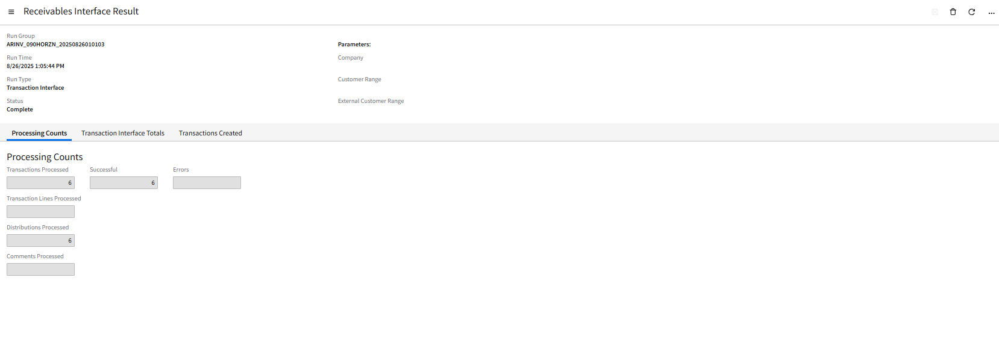 Receivables Interface Result
Run Group
ARINV_090HORZN_20250826010103
Parameters:
Run Time
8/26/2025 1:05:44 PM
Company
Run Type
Transaction Interface
Customer Range
Status
Complete
External Customer Range
Processing Counts Transaction Interface Totals Transactions Created
Processing Counts
Transactions Processed Successful Errors
6 6
Transaction Lines Processed
Distributions Processed
6
Comments Processed